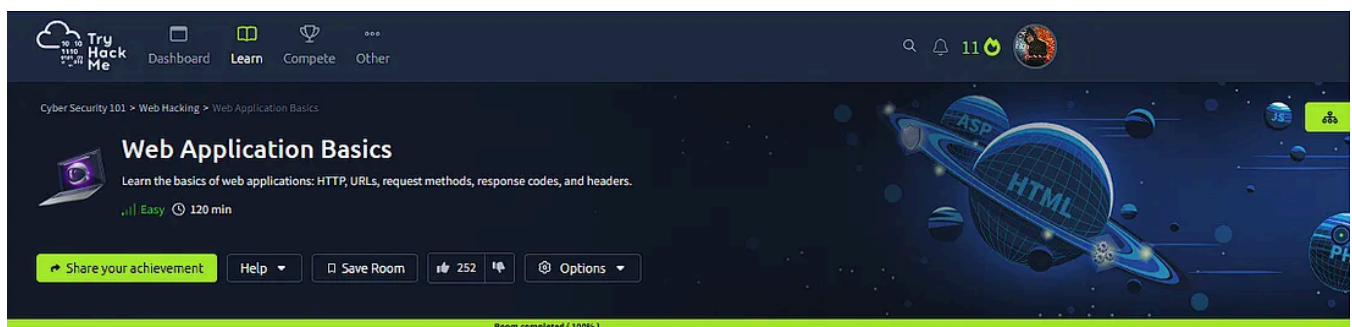 Try
Hack
Me
Dashboard
Learn
Compete
Other
11
Cyber Security 101 > Web Hacking > Web Application Basics
Web Application Basics
Learn the basics of web applications: HTTP, URLs, request methods, response codes, and headers.
Easy 120 min
Share your achievement
Help
Save Room
252
Options
ASP
HTML
JS
PH
Room completed ( 100% )